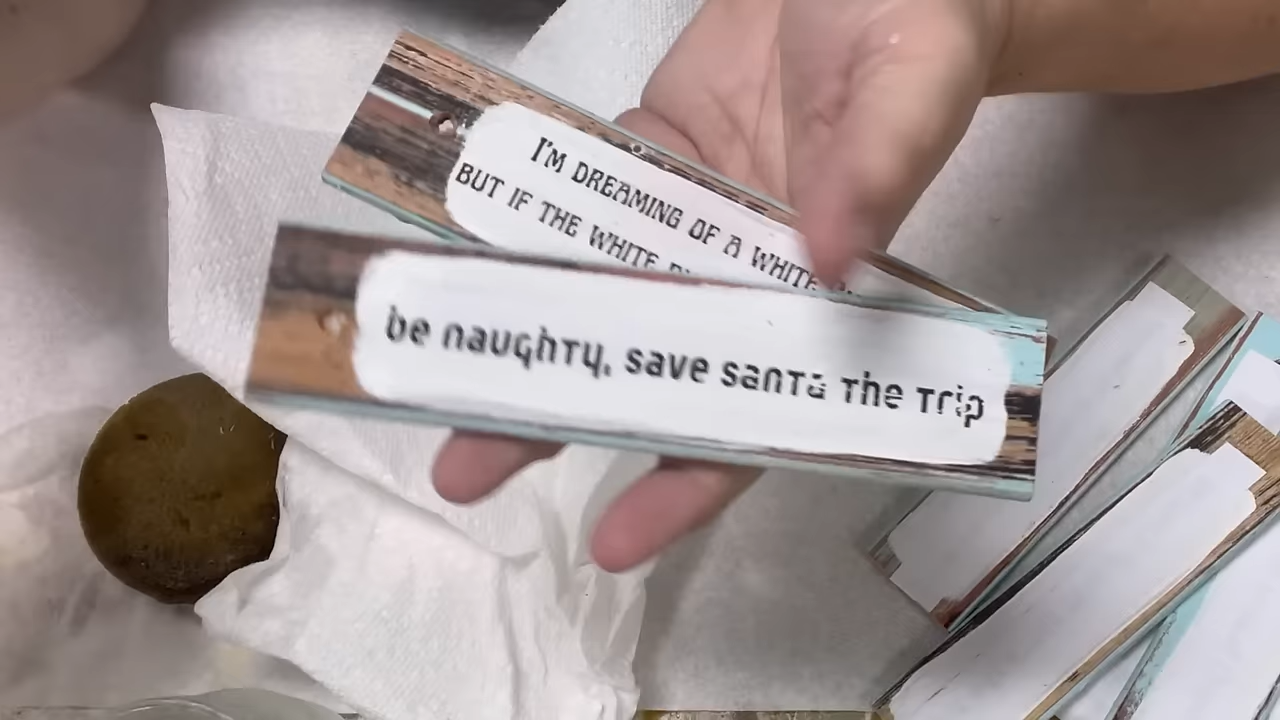 I'M DREAMING OF A WHITE
BUT IF THE WHITE
be naughty, save santa the trip